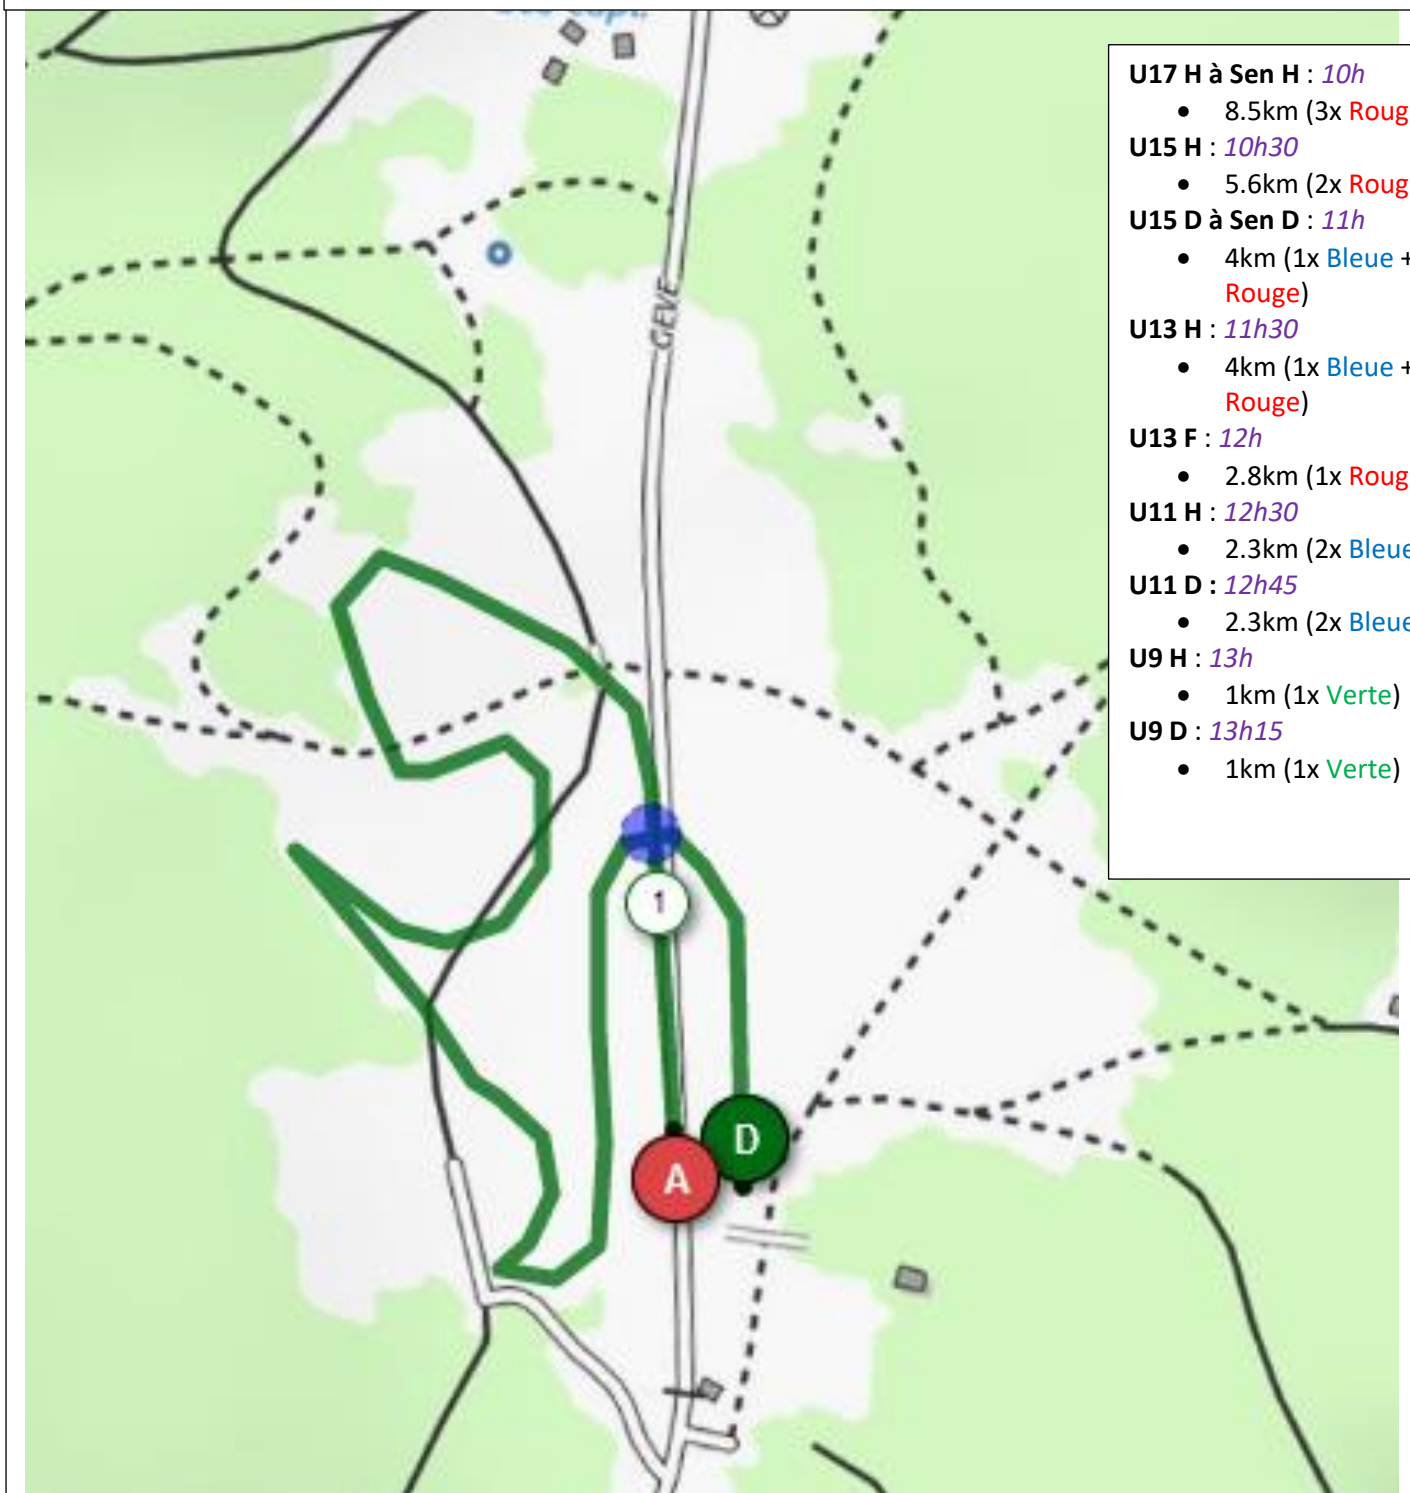 U17 H à Sen H : 10h
• 8.5km (3x Roug
U15 H : 10h30
• 5.6km (2x Roug
U15 D à Sen D : 11h
• 4km (1x Bleue +
Rouge)
U13 H : 11h30
• 4km (1x Bleue +
Rouge)
U13 F : 12h
• 2.8km (1x Roug
U11 H : 12h30
• 2.3km (2x Bleue
U11 D : 12h45
• 2.3km (2x Bleue
U9 H : 13h
• 1km (1x Verte)
U9 D : 13h15
• 1km (1x Verte)
GEVE
1
D
A